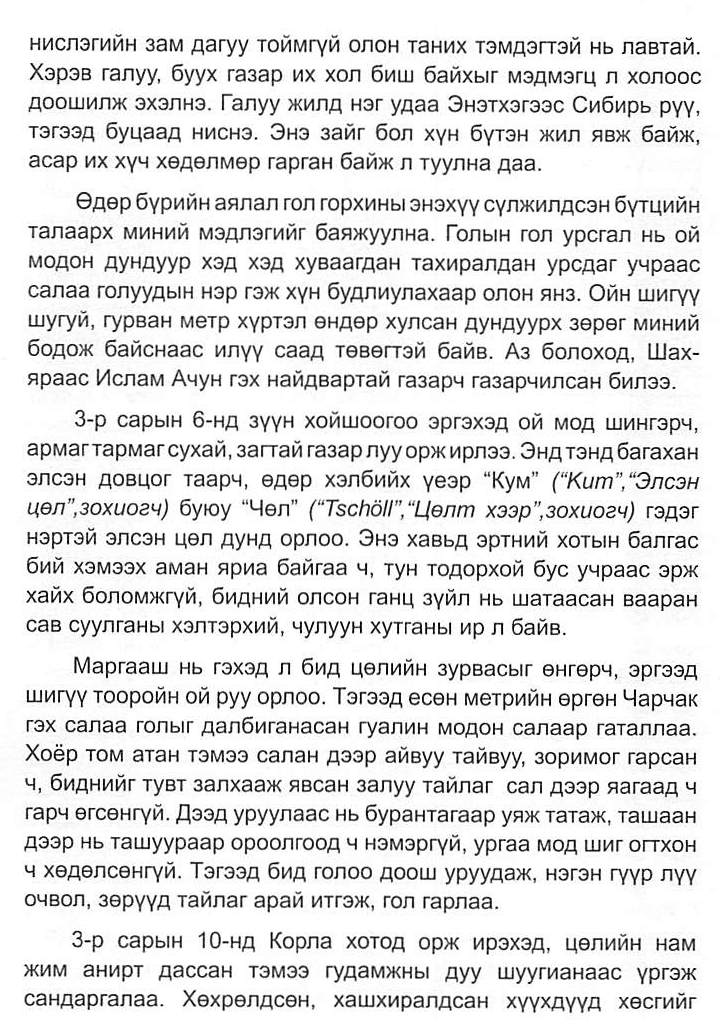 нислэгийн зам дагуу тоймгүй олон таних тэмдэгтэй нь лавтай.
Хэрэв галуу, буух газар их хол биш байхыг мэдмэгц л холоос
доошилж эхэлнэ. Галуу жилд нэг удаа Энэтхэгээс Сибирь рүү,
тэгээд буцаад ниснэ. Энэ зайг бол хүн бүтэн жил явж байж,
асар их хүч хөдөлмөр гарган байж л туулна даа.
Өдөр бүрийн аялал гол горхины энэхүү сүлжилдсэн бүтцийн
талаарх миний мэдлэгийг баяжуулна. Голын гол урсгал нь ой
модон дундуур хэд хэд хуваагдан тахиралдан урсдаг учраас
салаа голуудын нэр гэж хүн будлиулахаар олон янз. Ойн шигүү
шугуй, гурван метр хүртэл өндөр хулсан дундуурх зөрөг миний
бодож байснаас илүү саад төвөгтэй байв. Аз болоход, Шах-
яраас Ислам Ачун гэх найдвартай газарч газарчилсан билээ.
3-р сарын 6-нд зүүн хойшоогоо эргэхэд ой мод шингэрч,
армаг тармаг сухай, загтай газар луу орж ирлээ. Энд тэнд багахан
элсэн довцог таарч, өдөр хэлбийх үеэр “Кум” (“Kum”,“Элсэн
цөл”,зохиогч) буюу “Чөл” (“Tschöll”,“Цөлт хээр”,зохиогч) гэдэг
нэртэй элсэн цөл дунд орлоо. Энэ хавьд эртний хотын балгас
бий хэмээх аман яриа байгаа ч, тун тодорхой бус учраас эрж
хайх боломжгүй, бидний олсон ганц зүйл нь шатаасан вааран
сав суулганы хэлтэрхий, чулуун хутганы ир л байв.
Маргааш нь гэхэд л бид цөлийн зурвасыг өнгөрч, эргээд
шигүү тооройн ой руу орлоо. Тэгээд есөн метрийн өргөн Чарчак
гэх салаа голыг далбиганасан гуалин модон салаар гаталлаа.
Хоёр том атан тэмээ салан дээр айвуу тайвуу, зоримог гарсан
ч, биднийг тувт залхааж явсан залуу тайлаг сал дээр яагаад ч
гарч өгсөнгүй. Дээд уруулаас нь бурантагаар уяж татаж, ташаан
дээр нь ташуураар ороолгоод ч нэмэргүй, ургаа мод шиг огтхон
ч хөдөлсөнгүй. Тэгээд бид голоо доош уруудаж, нэгэн гүүр лүү
очвол, зөрүүд тайлаг арай итгэж, гол гарлаа.
3-р сарын 10-нд Корла хотод орж ирэхэд, цөлийн нам
жим анирт дассан тэмээ гудамжны дуу шуугианаас үргэж
сандаргалаа. Хөхрөлдсөн, хашхиралдсан хүүхдүүд хөсгийг